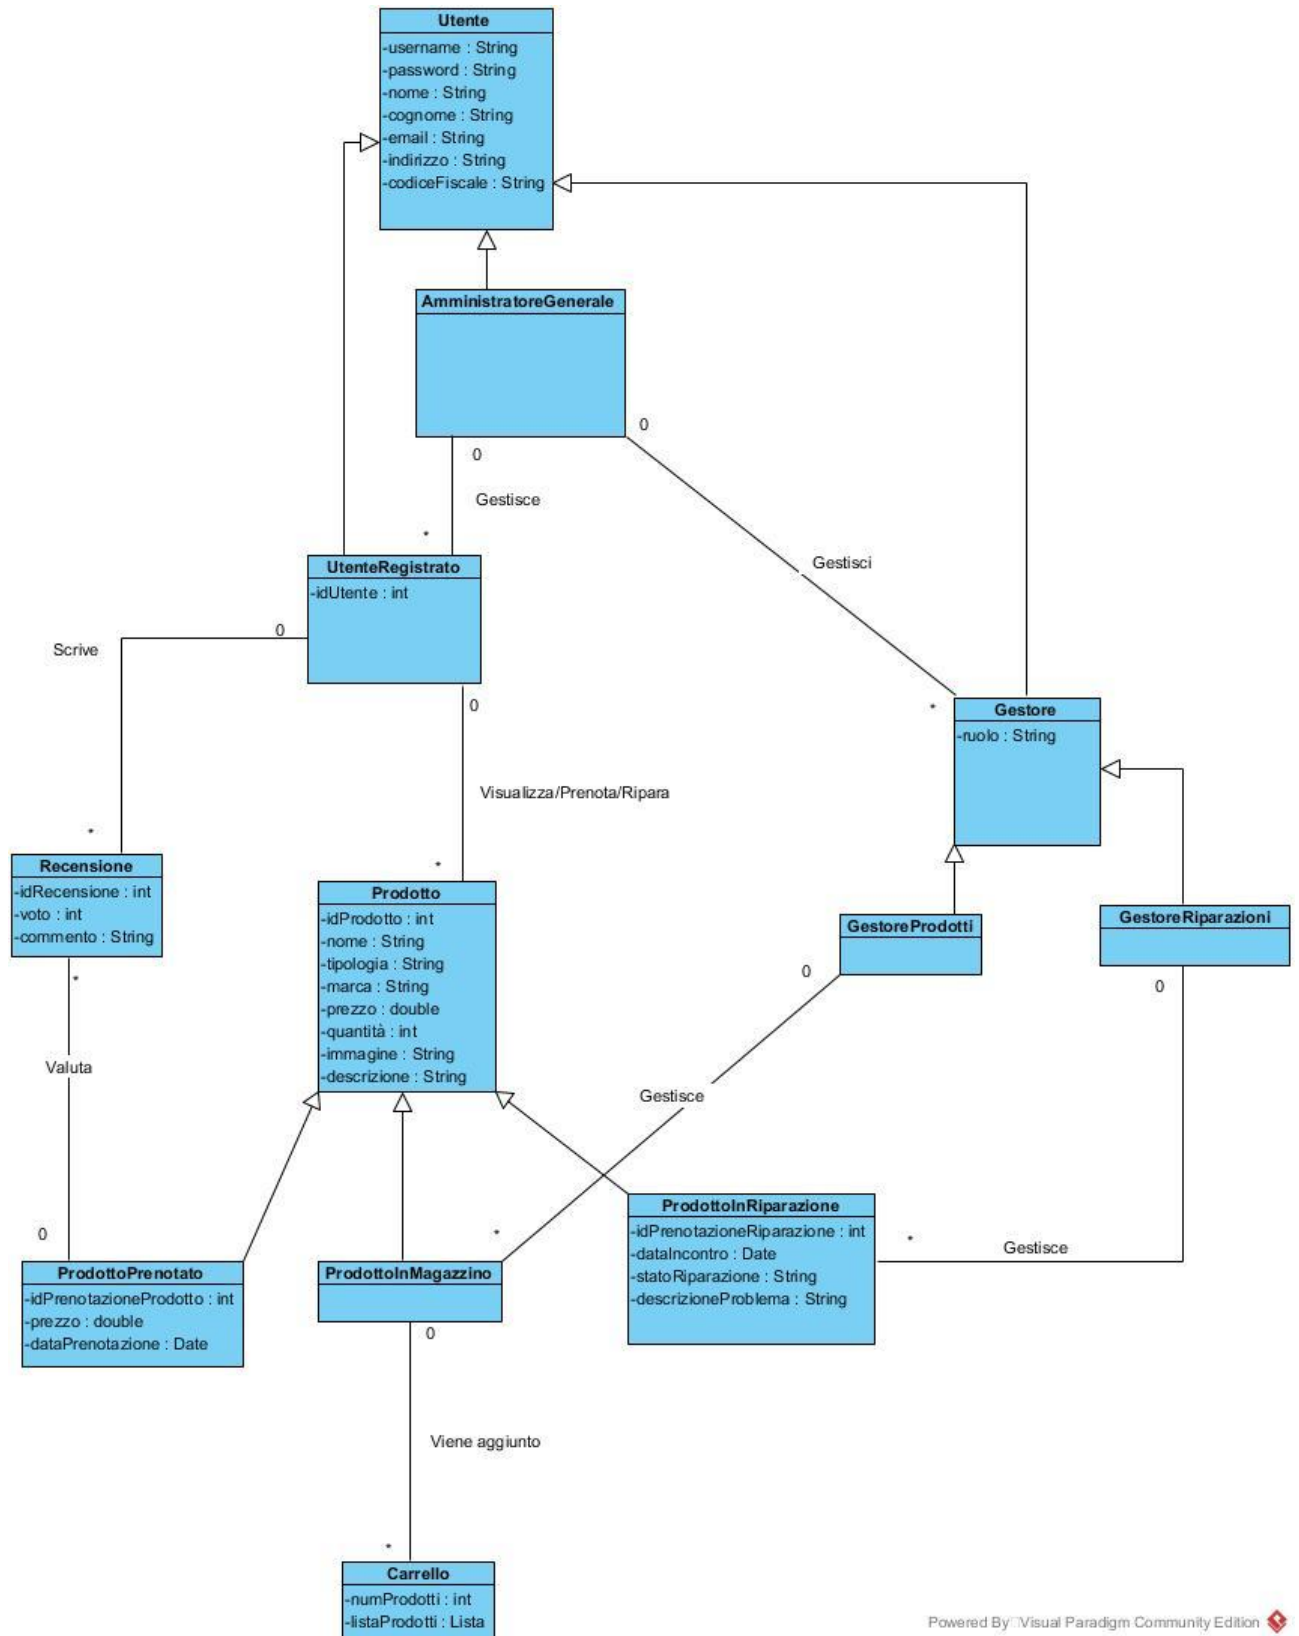 Utente
-username : String
-password : String
-nome : String
-cognome : String
-email : String
-indirizzo : String
-codiceFiscale : String
AmministratoreGenerale
0
0
Gestisce
*
Gestisci
UtenteRegistrato
-idUtente : int
0
Scrive
0
*
Gestore
-ruolo : String
Visualizza/Prenota/Ripara
*
*
Recensione
-idRecensione : int
-voto : int
-commento : String
*
Prodotto
-idProdotto : int
-nome : String
-tipologia : String
-marca : String
-prezzo : double
-quantità : int
-immagine : String
-descrizione : String
GestoreProdotti
0
GestoreRiparazioni
0
Valuta
Gestisce
0
*
ProdottoInRiparazione
-idPrenotazioneRiparazione : int
-dataIncontro : Date
-statoRiparazione : String
-descrizioneProblema : String
*
Gestisce
ProdottoPrenotato
-idPrenotazioneProdotto : int
-prezzo : double
-dataPrenotazione : Date
ProdottoInMagazzino
0
Viene aggiunto
*
Carrello
-numProdotti : int
-listaProdotti : Lista
Powered By Visual Paradigm Community Edition